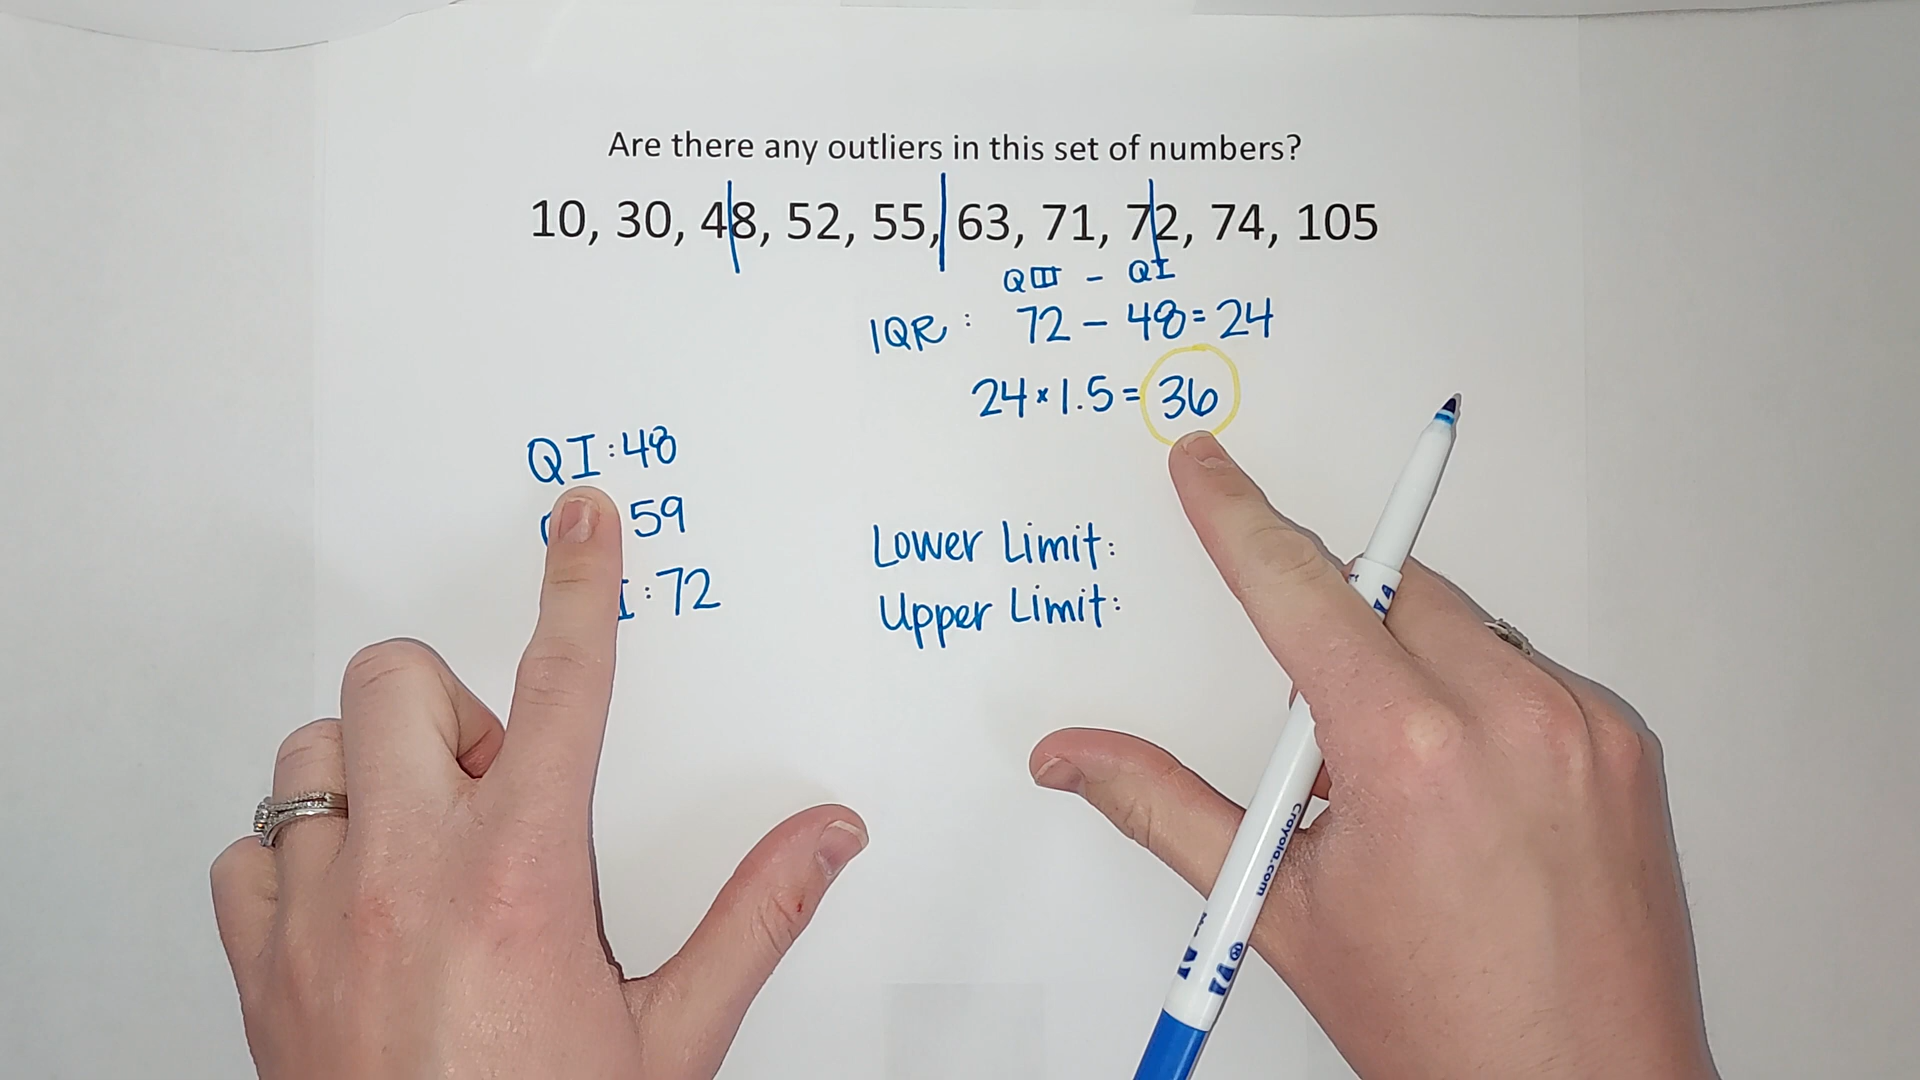 Are there any outliers in this set of numbers?
10, 30, 48, 52, 55, 63, 71, 72, 74, 105
QIII - QI
IQR: 72 - 48 = 24
24 × 1.5 = 36
QI: 48
59
I: 72
Lower Limit:
Upper Limit:
crayola.com